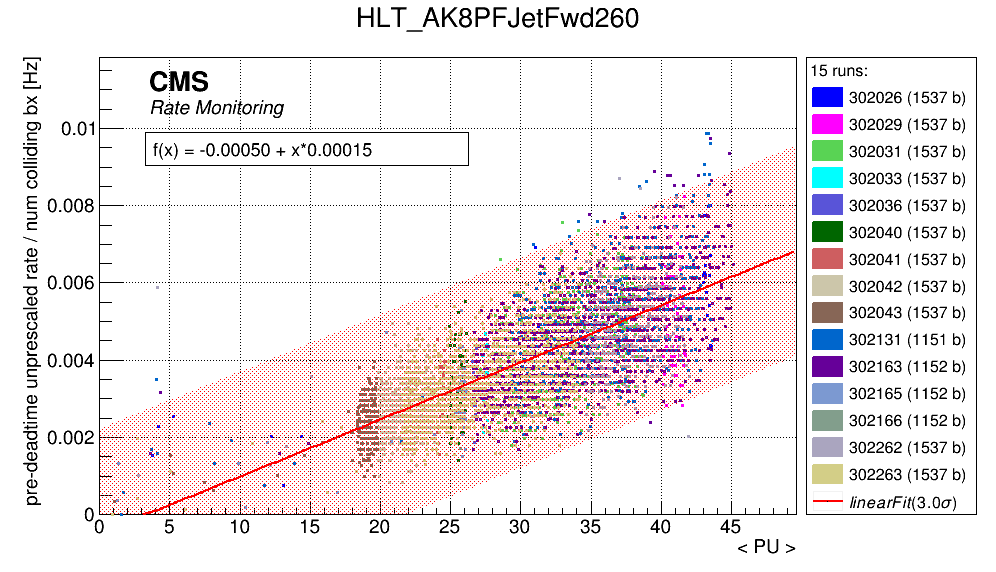 HLT_AK8PFJetFwd260
pre-deadtime unprescaled rate / num colliding bx [Hz]
CMS
Rate Monitoring
f(x) = -0.00050 + x*0.00015
0.01
0.008
0.006
0.004
0.002
0
0 5 10 15 20 25 30 35 40 45
< PU >
15 runs:
302026 (1537 b)
302029 (1537 b)
302031 (1537 b)
302033 (1537 b)
302036 (1537 b)
302040 (1537 b)
302041 (1537 b)
302042 (1537 b)
302043 (1537 b)
302131 (1151 b)
302163 (1152 b)
302165 (1152 b)
302166 (1152 b)
302262 (1537 b)
302263 (1537 b)
linearFit(3.0σ)